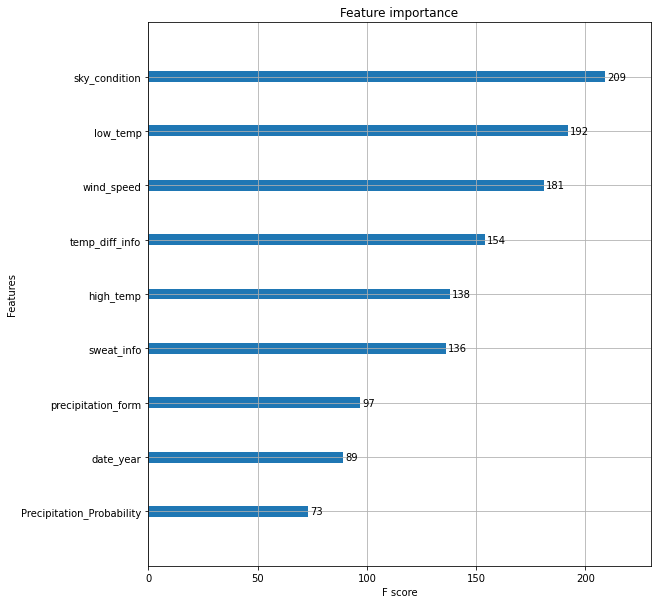 Feature importance
Features
sky_condition 209
low_temp 192
wind_speed 181
temp_diff_info 154
high_temp 138
sweat_info 136
precipitation_form 97
date_year 89
Precipitation_Probability 73
0 50 100 150 200
F score